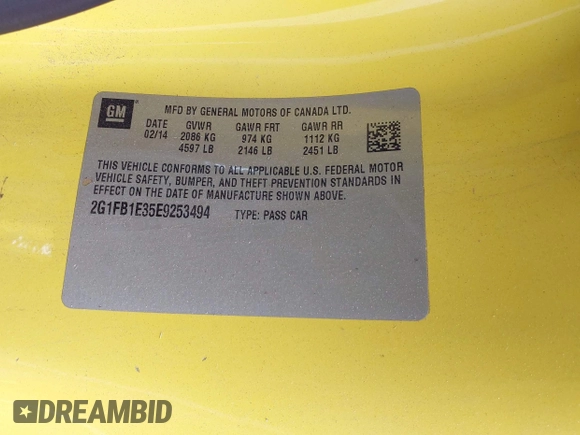 GM
MFD BY GENERAL MOTORS OF CANADA LTD.
DATE GVWR GAWR FRT GAWR RR
02/14 2086 KG 974 KG 1112 KG
4597 LB 2146 LB 2451 LB
THIS VEHICLE CONFORMS TO ALL APPLICABLE U.S. FEDERAL MOTOR
VEHICLE SAFETY, BUMPER, AND THEFT PREVENTION STANDARDS IN
EFFECT ON THE DATE OF MANUFACTURE SHOWN ABOVE.
2G1FB1E35E9253494 TYPE: PASS CAR
DREAMBID